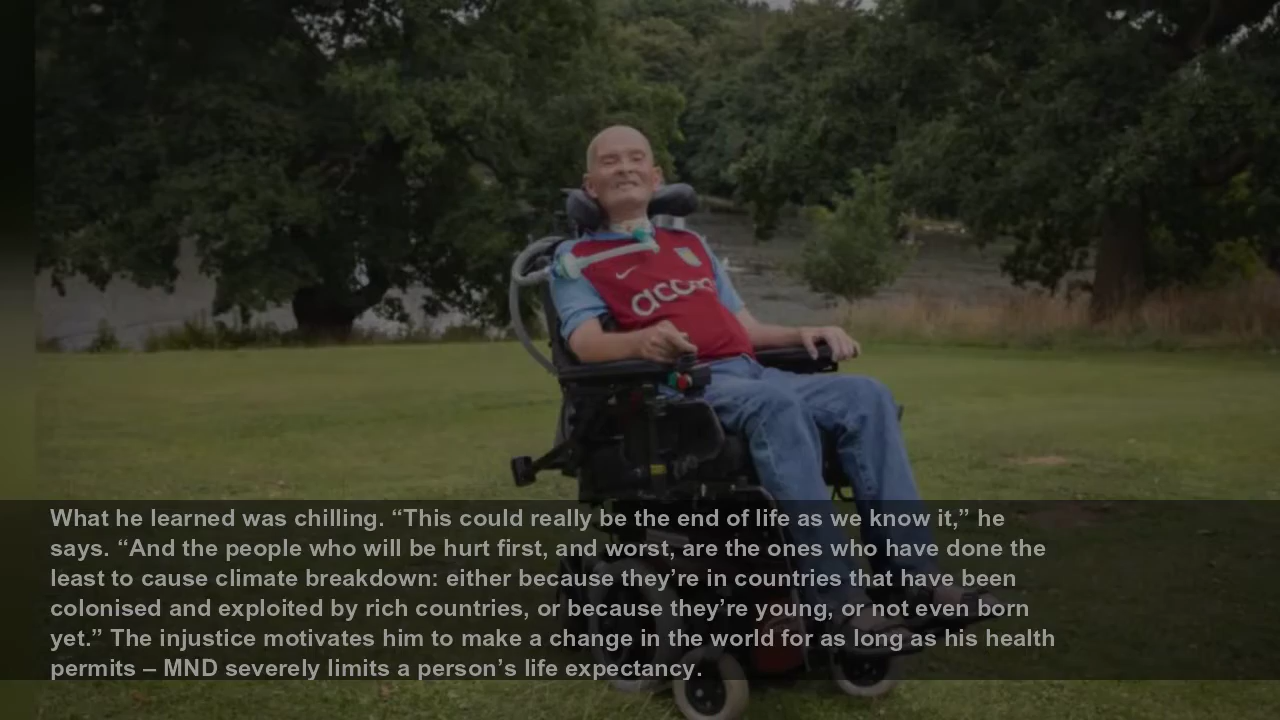 acco
What he learned was chilling. “This could really be the end of life as we know it,” he
says. “And the people who will be hurt first, and worst, are the ones who have done the
least to cause climate breakdown: either because they’re in countries that have been
colonised and exploited by rich countries, or because they’re young, or not even born
yet.” The injustice motivates him to make a change in the world for as long as his health
permits – MND severely limits a person’s life expectancy.